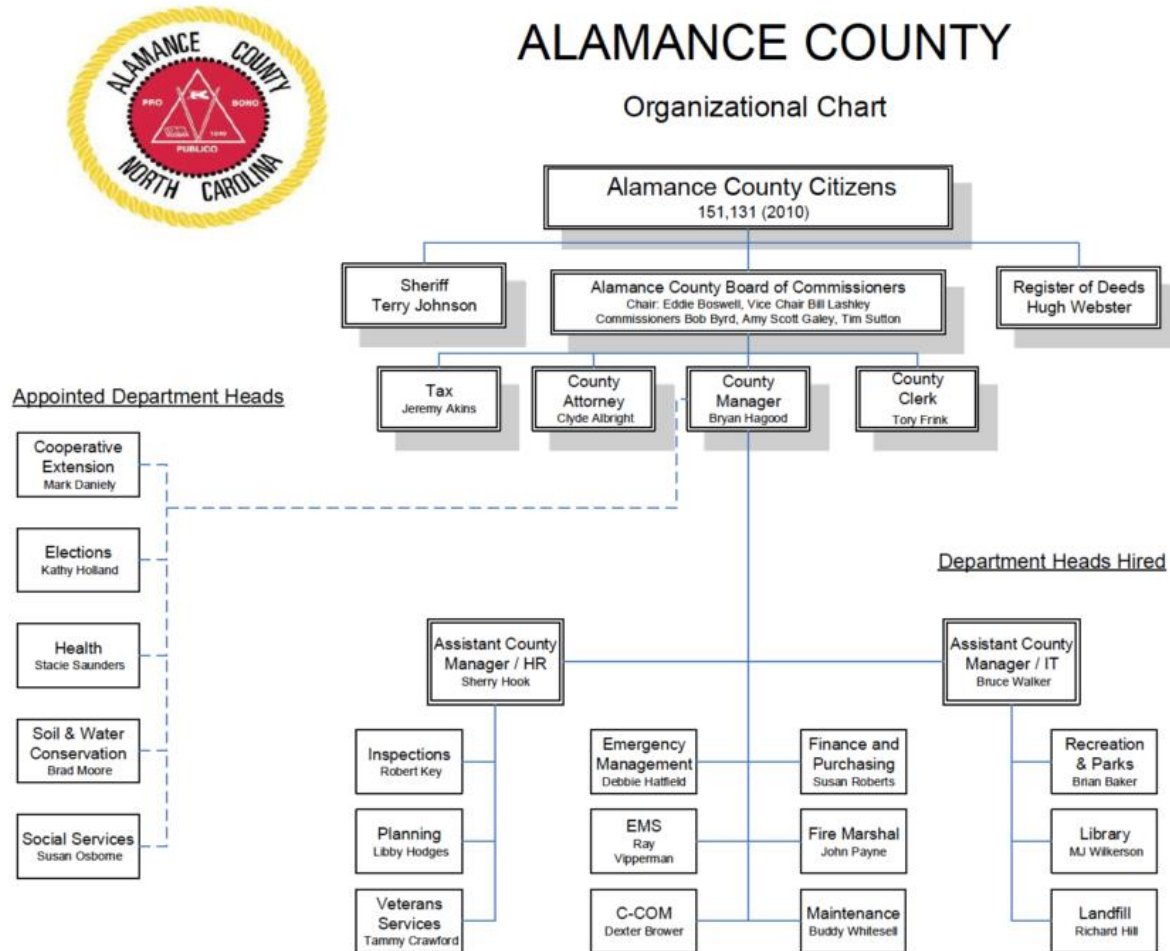 ALAMANCE COUNTY
NORTH CAROLINA
PRO BONO
PUBLICO
ALAMANCE COUNTY
Organizational Chart
Alamance County Citizens
151,131 (2010)
Sheriff
Terry Johnson
Alamance County Board of Commissioners
Chair: Eddie Boswell, Vice Chair Bill Lashley
Commissioners Bob Byrd, Amy Scott Galey, Tim Sutton
Register of Deeds
Hugh Webster
Tax
Jeremy Akins
County
Attorney
Clyde Albright
County
Manager
Bryan Hagood
County
Clerk
Tory Frink
Appointed Department Heads
Cooperative
Extension
Mark Daniely
Elections
Kathy Holland
Health
Stacie Saunders
Soil & Water
Conservation
Brad Moore
Social Services
Susan Osborne
Department Heads Hired
Assistant County
Manager / HR
Sherry Hook
Assistant County
Manager / IT
Bruce Walker
Inspections
Robert Key
Planning
Libby Hodges
Veterans
Services
Tammy Crawford
Emergency
Management
Debbie Hatfield
EMS
Ray
Vipperman
C-COM
Dexter Brower
Finance and
Purchasing
Susan Roberts
Fire Marshal
John Payne
Maintenance
Buddy Whitesell
Recreation
& Parks
Brian Baker
Library
MJ Wilkerson
Landfill
Richard Hill